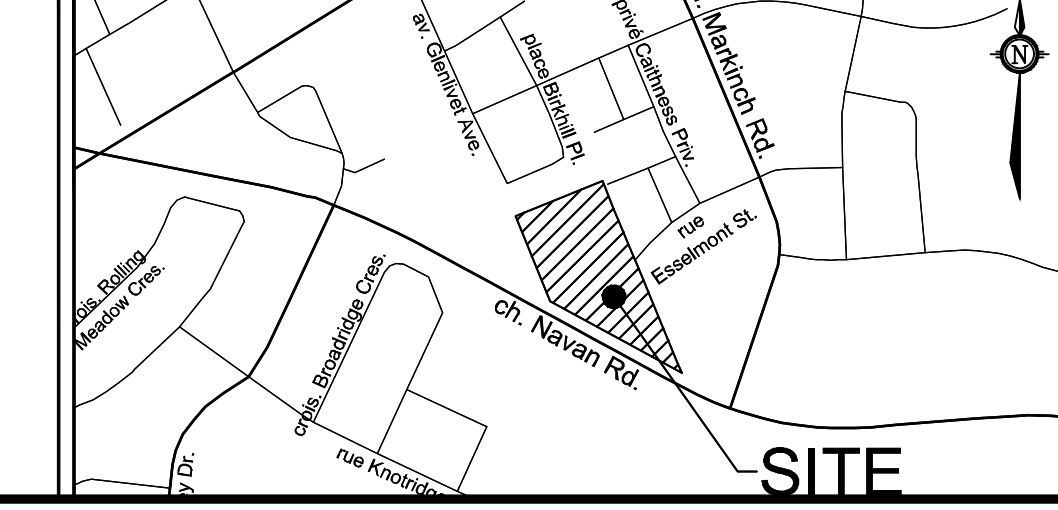 av. Glenlivet Ave.
place Birkhill Pl.
privé Caithness Priv.
Markinch Rd.
N
rue
Esselmont St.
Rolling
Meadow Cres.
crois. Broadridge Cres.
ch. Navan Rd.
rue
Dr.
SITE